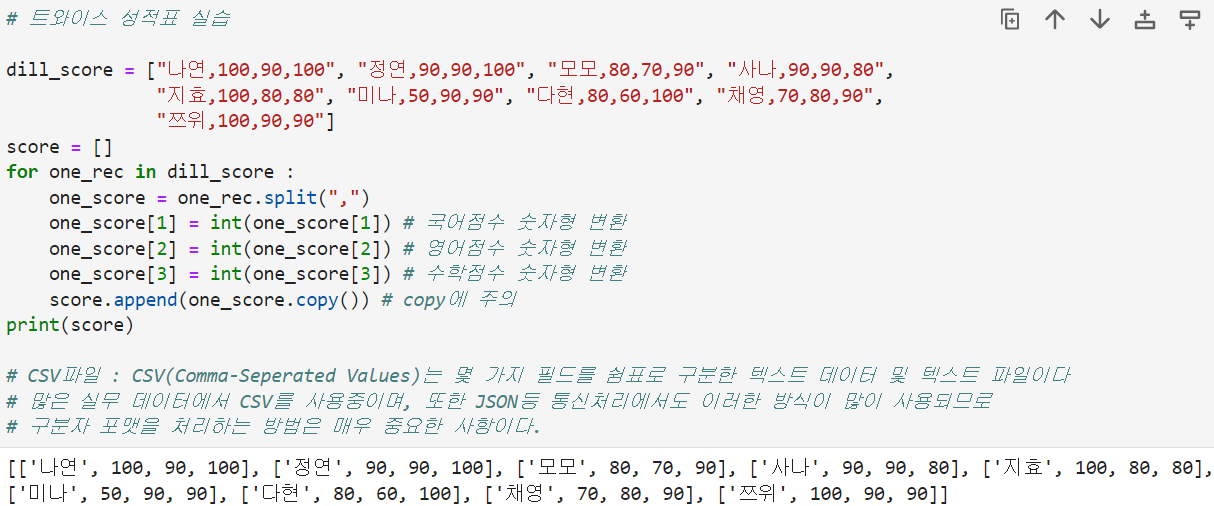 # 트와이스 성적표 실습
dill_score = ["나연,100,90,100", "정연,90,90,100", "모모,80,70,90", "사나,90,90,80",
"지효,100,80,80", "미나,50,90,90", "다현,80,60,100", "채영,70,80,90",
"쯔위,100,90,90"]
score = []
for one_rec in dill_score :
one_score = one_rec.split(",")
one_score[1] = int(one_score[1]) # 국어점수 숫자형 변환
one_score[2] = int(one_score[2]) # 영어점수 숫자형 변환
one_score[3] = int(one_score[3]) # 수학점수 숫자형 변환
score.append(one_score.copy()) # copy에 주의
print(score)
# CSV파일 : CSV(Comma-Seperated Values)는 몇 가지 필드를 쉼표로 구분한 텍스트 데이터 및 텍스트 파일이다
# 많은 실무 데이터에서 CSV를 사용중이며, 또한 JSON등 통신처리에서도 이러한 방식이 많이 사용되므로
# 구분자 포맷을 처리하는 방법은 매우 중요한 사항이다.
[['나연', 100, 90, 100], ['정연', 90, 90, 100], ['모모', 80, 70, 90], ['사나', 90, 90, 80], ['지효', 100, 80, 80],
['미나', 50, 90, 90], ['다현', 80, 60, 100], ['채영', 70, 80, 90], ['쯔위', 100, 90, 90]]